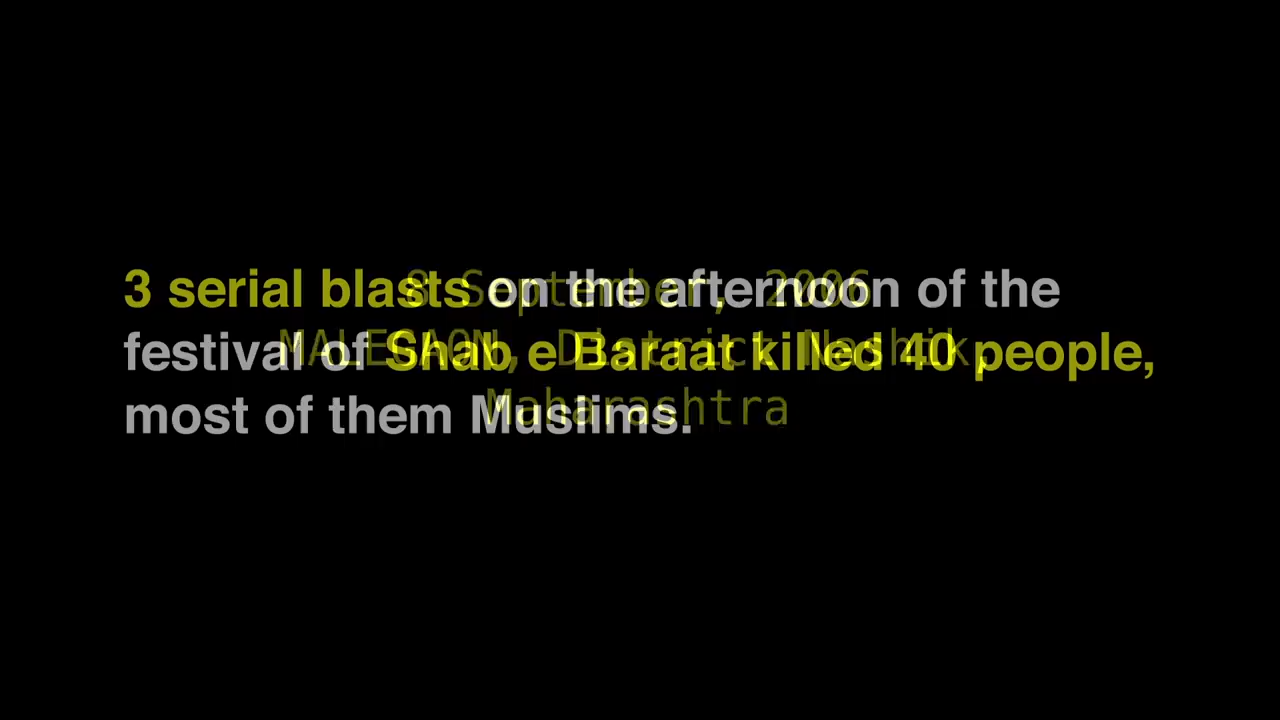 3 serial blasts on the afternoon of the
festival of Shab e Baraat killed 40 people,
most of them Muslims.
8 September, 2006
MALEGAON, District Nashik,
Maharashtra